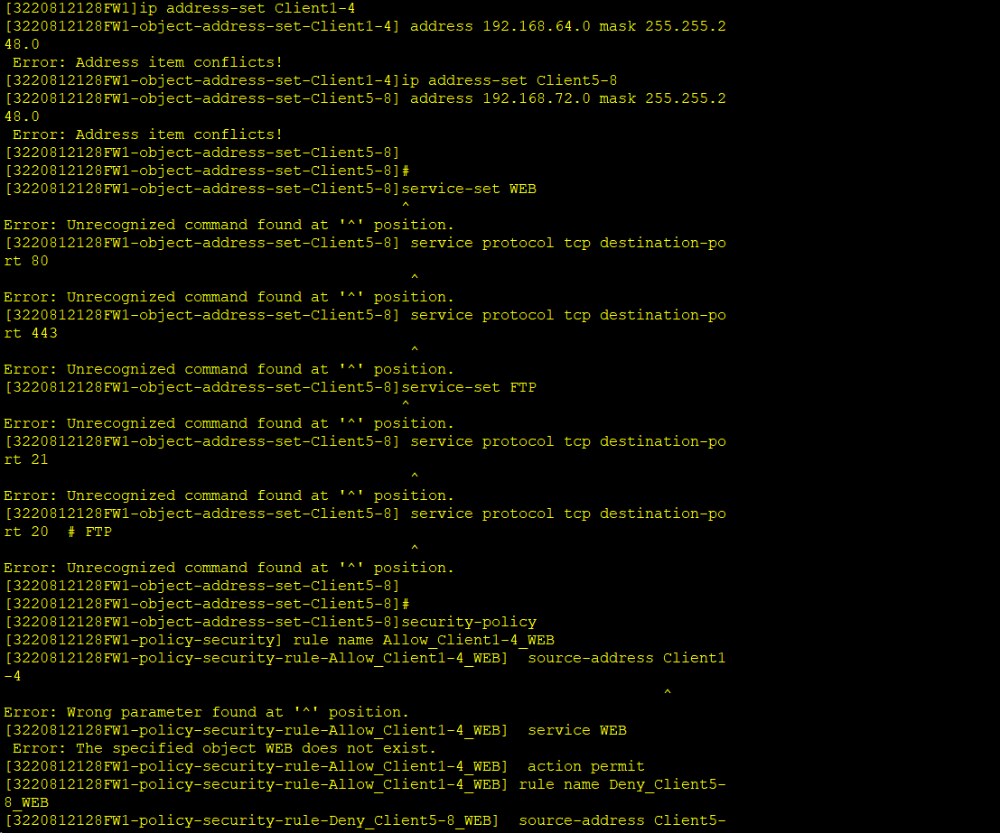 [3220812128FW1]ip address-set Client1-4
[3220812128FW1-object-address-set-Client1-4] address 192.168.64.0 mask 255.255.2
48.0
 Error: Address item conflicts!
[3220812128FW1-object-address-set-Client1-4]ip address-set Client5-8
[3220812128FW1-object-address-set-Client5-8] address 192.168.72.0 mask 255.255.2
48.0
 Error: Address item conflicts!
[3220812128FW1-object-address-set-Client5-8]
[3220812128FW1-object-address-set-Client5-8]#
[3220812128FW1-object-address-set-Client5-8]service-set WEB
                                            ^
Error: Unrecognized command found at '^' position.
[3220812128FW1-object-address-set-Client5-8] service protocol tcp destination-po
rt 80
                                             ^
Error: Unrecognized command found at '^' position.
[3220812128FW1-object-address-set-Client5-8] service protocol tcp destination-po
rt 443
                                             ^
Error: Unrecognized command found at '^' position.
[3220812128FW1-object-address-set-Client5-8]service-set FTP
                                            ^
Error: Unrecognized command found at '^' position.
[3220812128FW1-object-address-set-Client5-8] service protocol tcp destination-po
rt 21
                                             ^
Error: Unrecognized command found at '^' position.
[3220812128FW1-object-address-set-Client5-8] service protocol tcp destination-po
rt 20  # FTP
                                             ^
Error: Unrecognized command found at '^' position.
[3220812128FW1-object-address-set-Client5-8]
[3220812128FW1-object-address-set-Client5-8]#
[3220812128FW1-object-address-set-Client5-8]security-policy
[3220812128FW1-policy-security] rule name Allow_Client1-4_WEB
[3220812128FW1-policy-security-rule-Allow_Client1-4_WEB]  source-address Client1
-4
                                                                         ^
Error: Wrong parameter found at '^' position.
[3220812128FW1-policy-security-rule-Allow_Client1-4_WEB]  service WEB
 Error: The specified object WEB does not exist.
[3220812128FW1-policy-security-rule-Allow_Client1-4_WEB]  action permit
[3220812128FW1-policy-security-rule-Allow_Client1-4_WEB] rule name Deny_Client5-
8_WEB
[3220812128FW1-policy-security-rule-Deny_Client5-8_WEB]  source-address Client5-